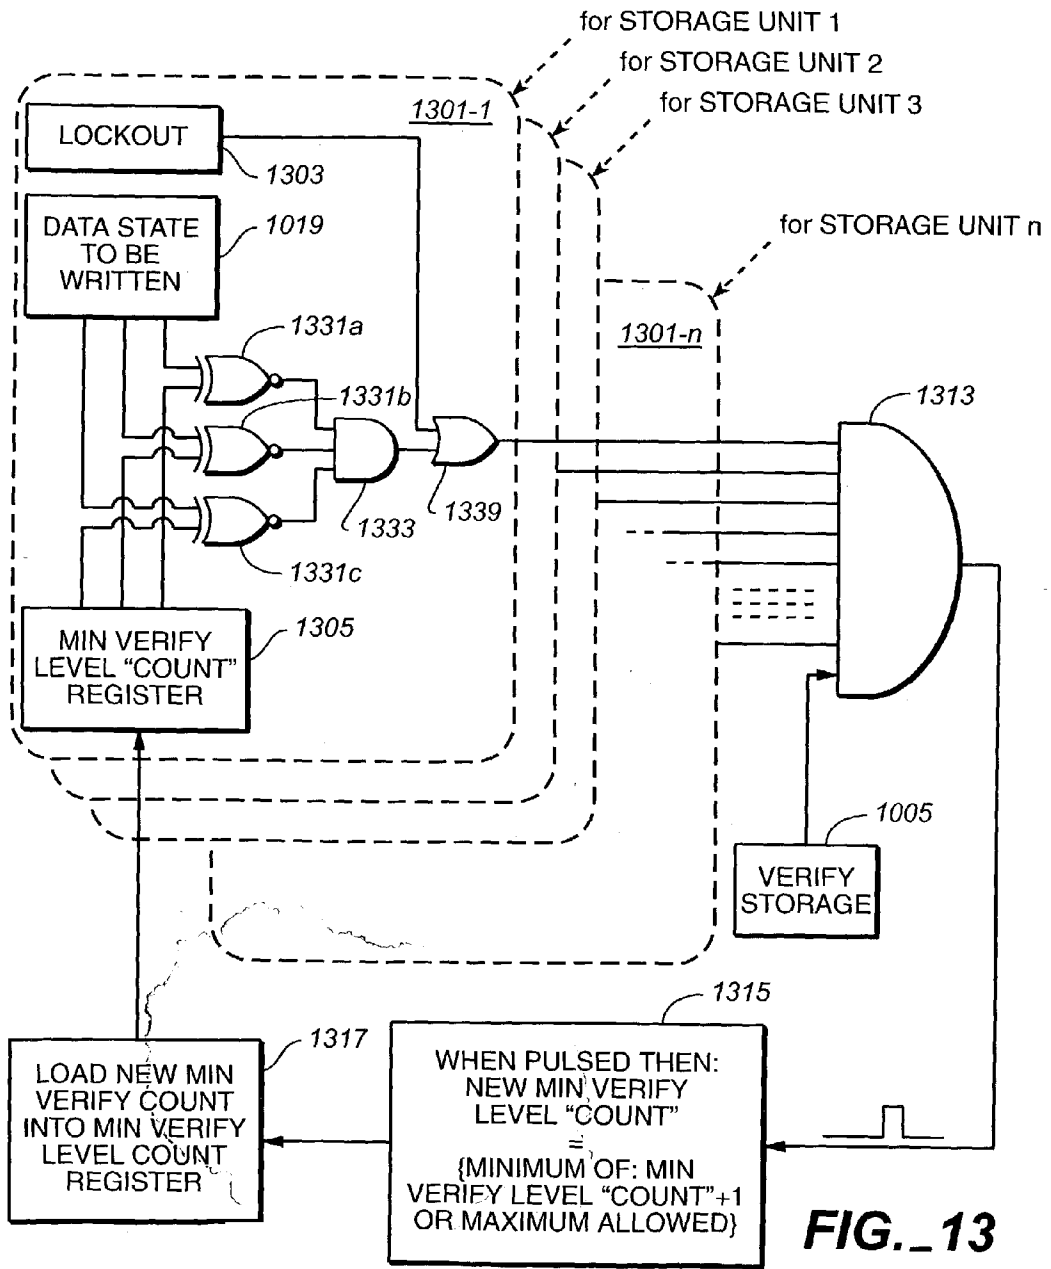 for STORAGE UNIT 1
for STORAGE UNIT 2
for STORAGE UNIT 3
for STORAGE UNIT n
1301-1
LOCKOUT
1303
DATA STATE
TO BE
WRITTEN
1019
1301-n
1331a
1331b
1331c
1333
1339
1313
MIN VERIFY
LEVEL “COUNT”
REGISTER
1305
1005
VERIFY
STORAGE
1317
LOAD NEW MIN
VERIFY COUNT
INTO MIN VERIFY
LEVEL COUNT
REGISTER
1315
WHEN PULSED THEN:
NEW MIN VERIFY
LEVEL “COUNT”
=
{MINIMUM OF: MIN
VERIFY LEVEL “COUNT”+1
OR MAXIMUM ALLOWED}
FIG._13